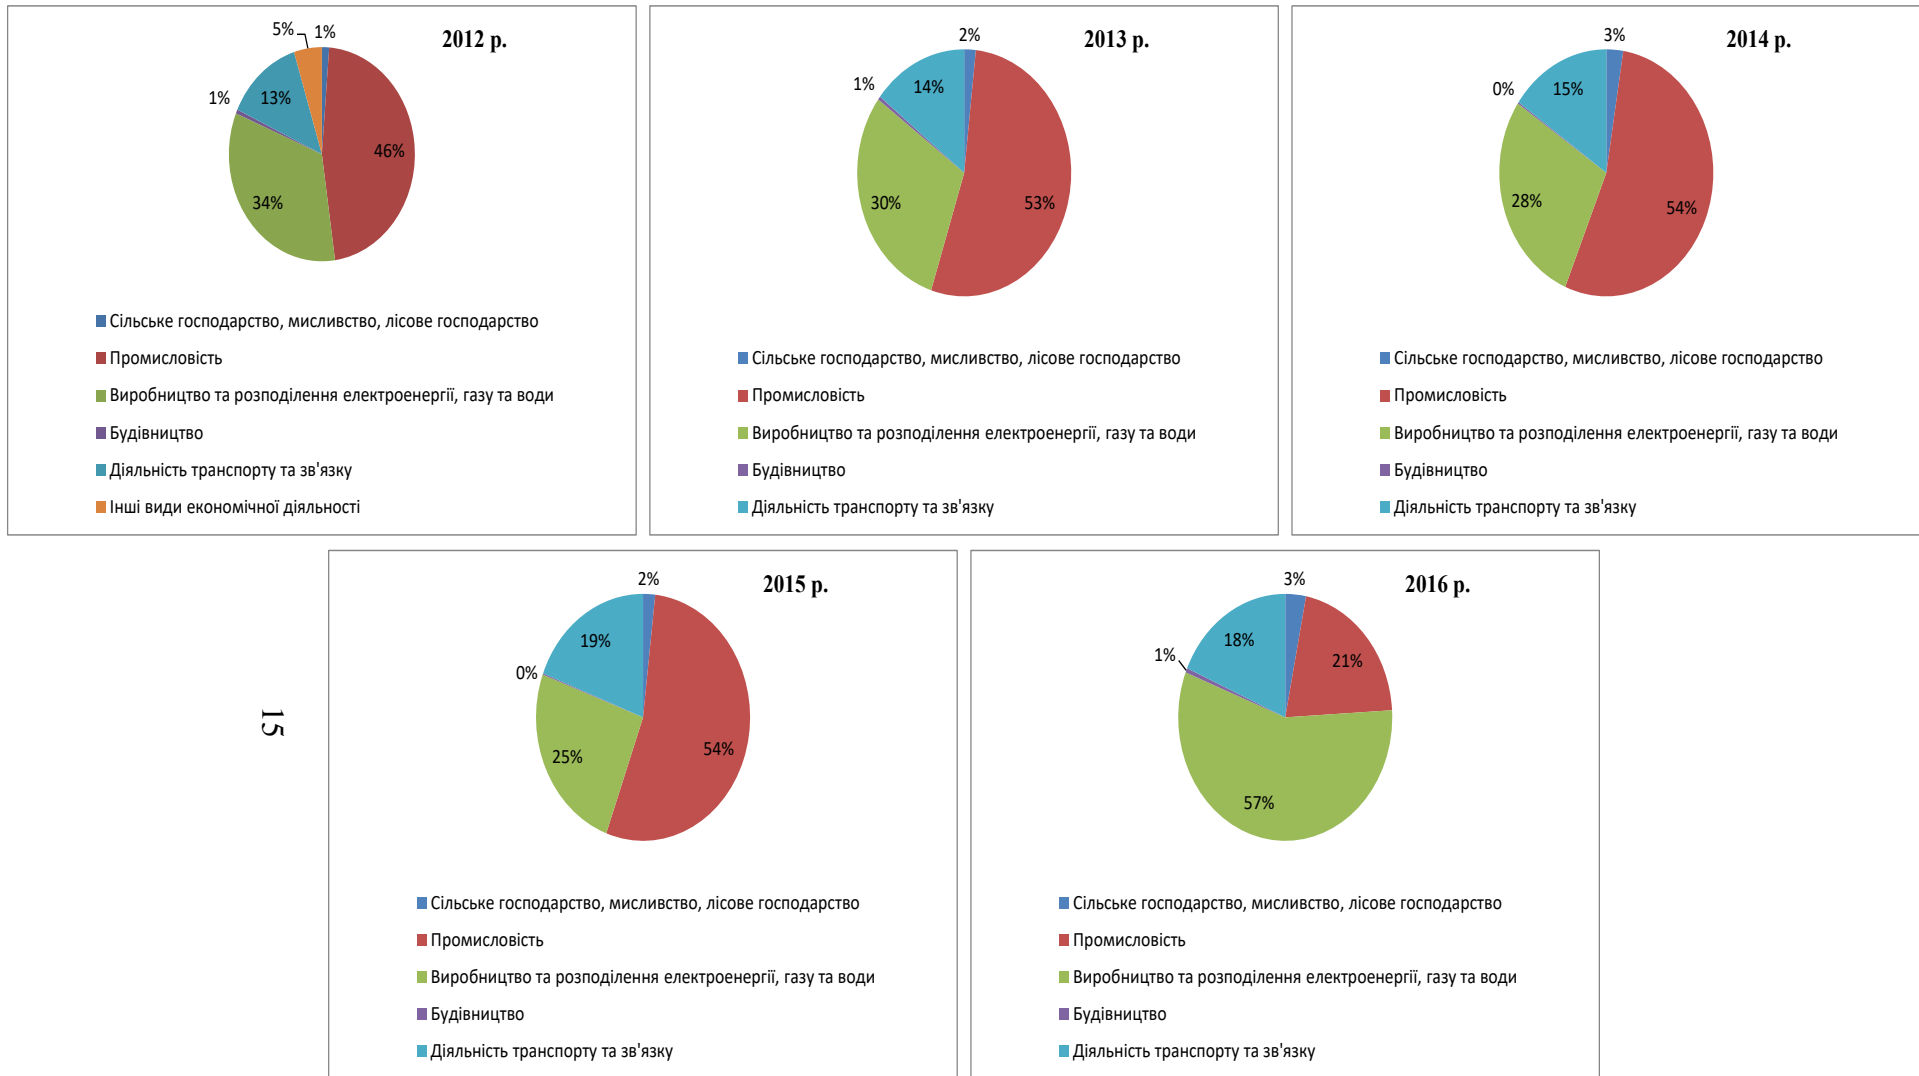 2012 р.
5%
1%
1%
13%
46%
34%
Сільське господарство, мисливство, лісове господарство
Промисловість
Виробництво та розподілення електроенергії, газу та води
Будівництво
Діяльність транспорту та зв'язку
Інші види економічної діяльності
2013 р.
2%
1%
14%
30%
53%
Сільське господарство, мисливство, лісове господарство
Промисловість
Виробництво та розподілення електроенергії, газу та води
Будівництво
Діяльність транспорту та зв'язку
2014 р.
3%
0%
15%
28%
54%
Сільське господарство, мисливство, лісове господарство
Промисловість
Виробництво та розподілення електроенергії, газу та води
Будівництво
Діяльність транспорту та зв'язку
15
2015 р.
2%
19%
0%
54%
25%
Сільське господарство, мисливство, лісове господарство
Промисловість
Виробництво та розподілення електроенергії, газу та води
Будівництво
Діяльність транспорту та зв'язку
2016 р.
3%
18%
1%
21%
57%
Сільське господарство, мисливство, лісове господарство
Промисловість
Виробництво та розподілення електроенергії, газу та води
Будівництво
Діяльність транспорту та зв'язку